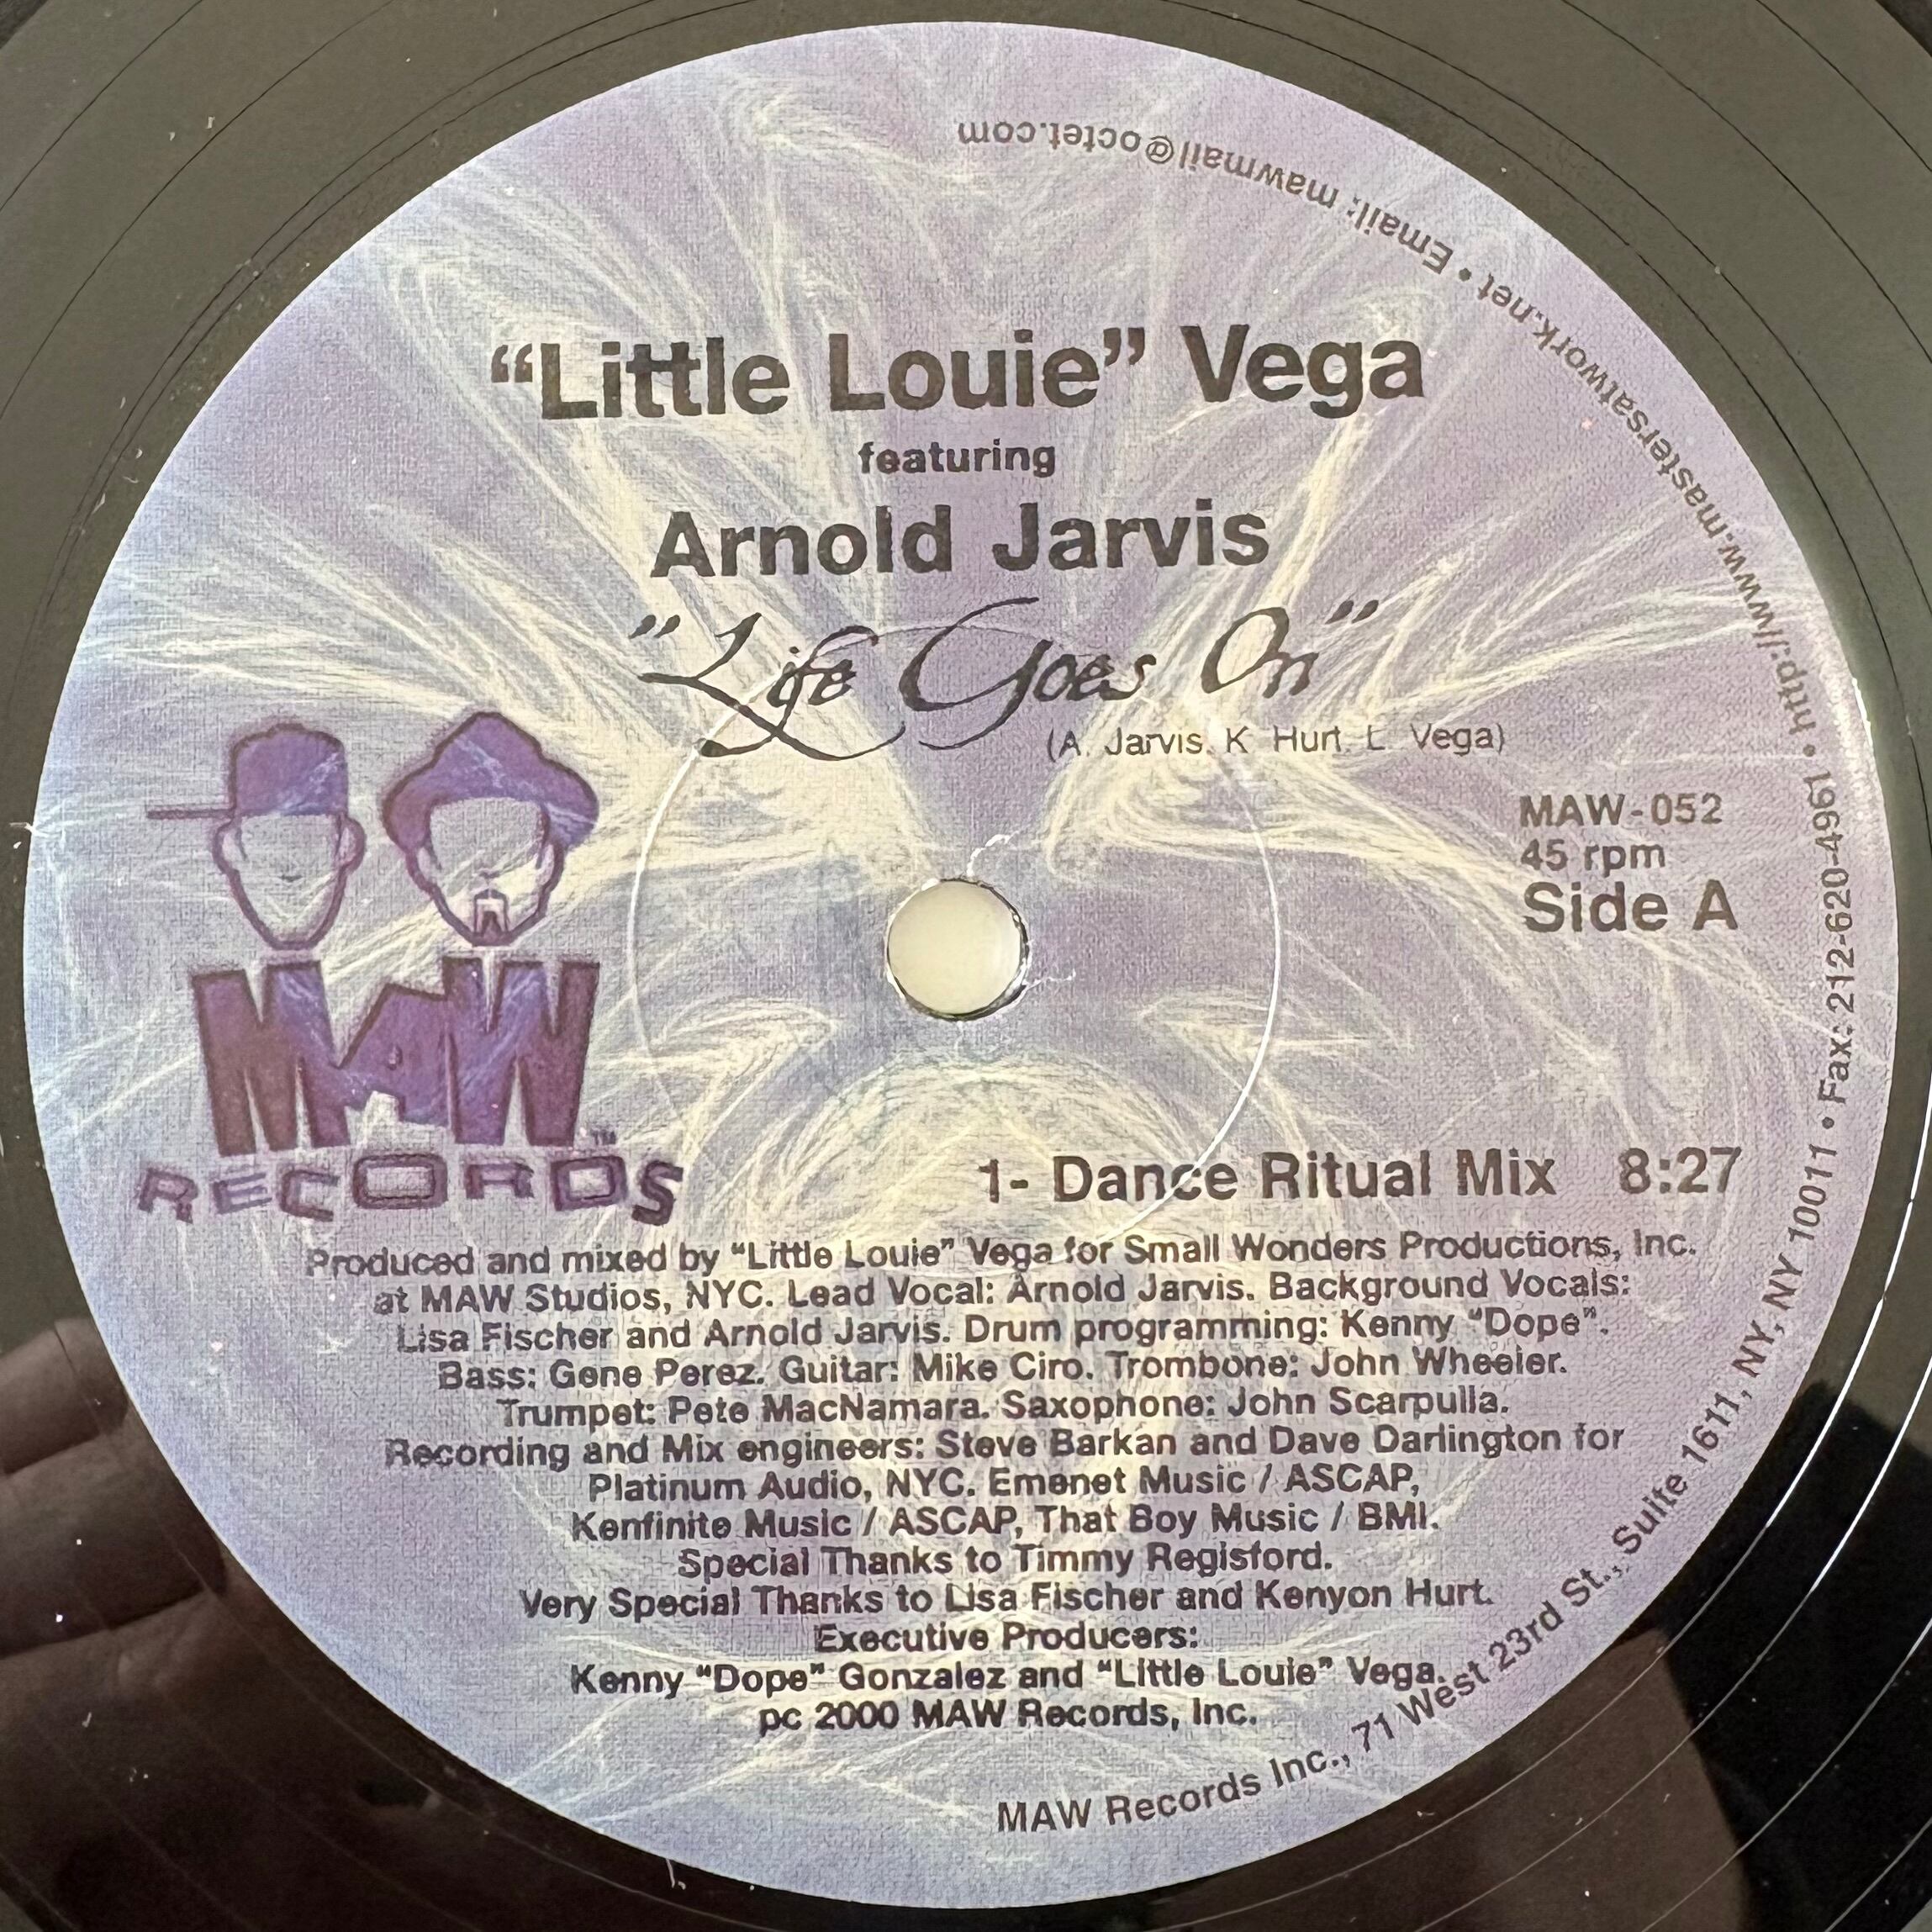 “Little Louie” Vega
featuring
Arnold Jarvis
"Life Goes On"
(A. Jarvis, K. Hurt, L. Vega)
MAW-052
45 rpm
Side A
MAW
RECORDS™
1- Dance Ritual Mix 8:27
Produced and mixed by “Little Louie” Vega for Small Wonders Productions, Inc.
at MAW Studios, NYC. Lead Vocal: Arnold Jarvis. Background Vocals:
Lisa Fischer and Arnold Jarvis. Drum programming: Kenny “Dope”.
Bass: Gene Perez. Guitar: Mike Ciro. Trombone: John Wheeler.
Trumpet: Pete MacNamara. Saxophone: John Scarpulla.
Recording and Mix engineers: Steve Barkan and Dave Darlington for
Platinum Audio, NYC. Emenet Music / ASCAP,
Kenfinite Music / ASCAP, That Boy Music / BMI.
Special Thanks to Timmy Regisford.
Very Special Thanks to Lisa Fischer and Kenyon Hurt.
Executive Producers:
Kenny “Dope” Gonzalez and “Little Louie” Vega.
pc 2000 MAW Records, Inc.
MAW Records Inc., 71 West 23rd St., Suite 1611, NY, NY 10011 • Fax: 212-620-4961 • http://www.mastersatwork.net • Email: mawmail@octet.com